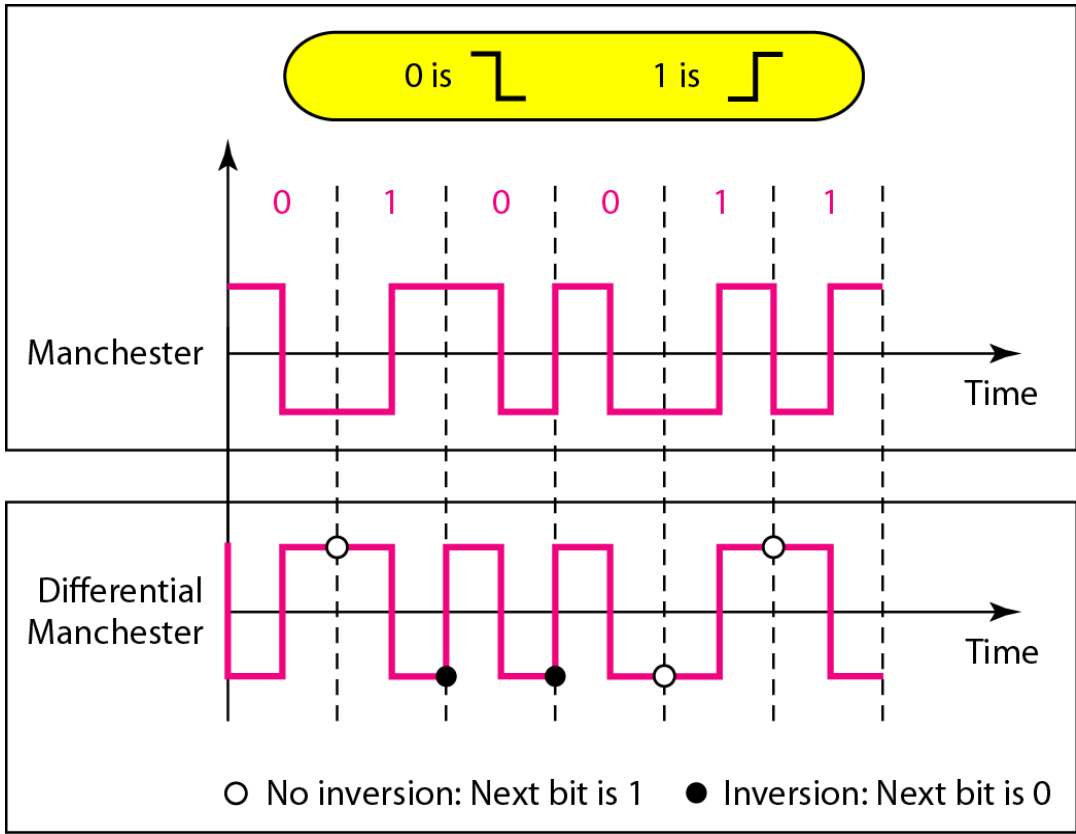 0 is 1 is
0 1 0 0 1 1
Manchester
Time
Differential
Manchester
Time
No inversion: Next bit is 1 Inversion: Next bit is 0